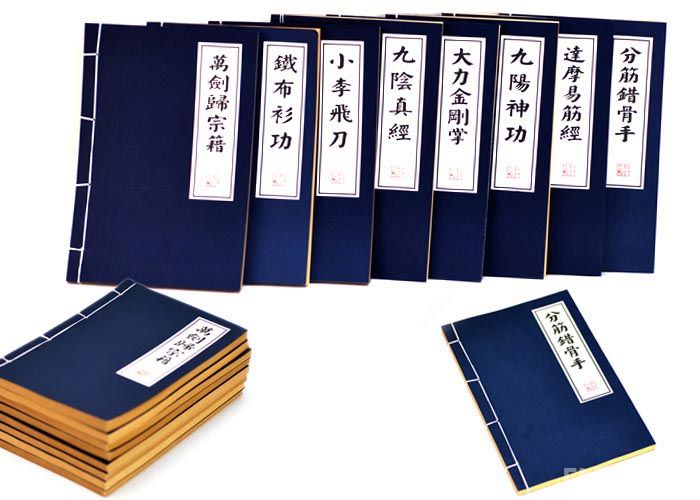 萬劍歸宗籍
鐵布衫功
小李飛刀
九陰真經
大力金剛掌
九陽神功
達摩易筋經
分筋錯骨手
萬劍歸宗籍
分筋錯骨手